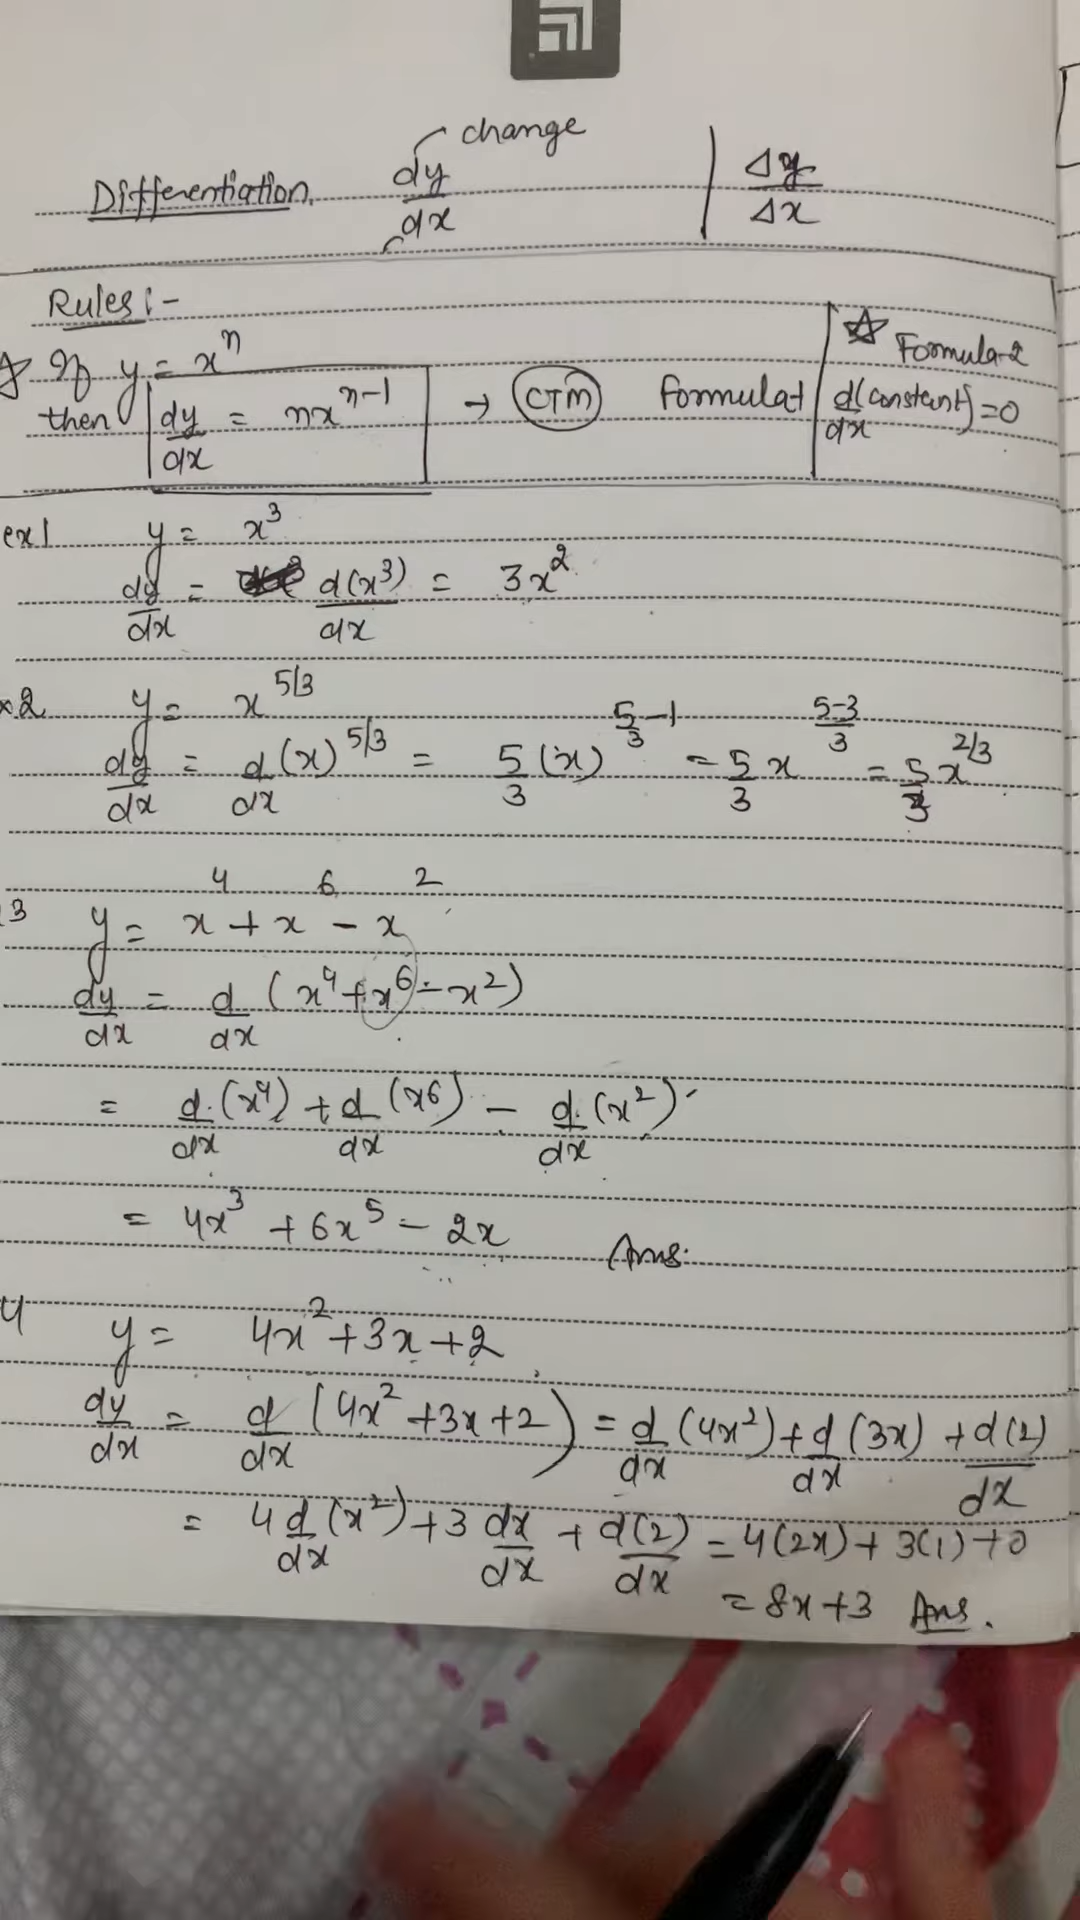 change
Differentiation. dy/dx | Δy/Δx
Rules :-
☆ If y = x^n
then dy/dx = nx^(n-1) → CTM Formula1
☆ Formula-2
d/dx (constant) = 0
ex1 y = x^3
dy/dx = d(x^3)/dx = 3x^2
x2 y = x^5/3
dy/dx = d/dx (x)^5/3 = 5/3 (x)^(5/3 - 1) = 5/3 x^((5-3)/3) = 5/3 x^2/3
3 y = x^4 + x^6 - x^2
dy/dx = d/dx (x^4 + x^6 - x^2)
= d/dx (x^4) + d/dx (x^6) - d/dx (x^2)
= 4x^3 + 6x^5 - 2x Ans.
4 y = 4x^2 + 3x + 2
dy/dx = d/dx (4x^2 + 3x + 2) = d/dx (4x^2) + d/dx (3x) + d(2)/dx
= 4 d/dx (x^2) + 3 dx/dx + d(2)/dx = 4(2x) + 3(1) + 0
= 8x + 3 Ans.